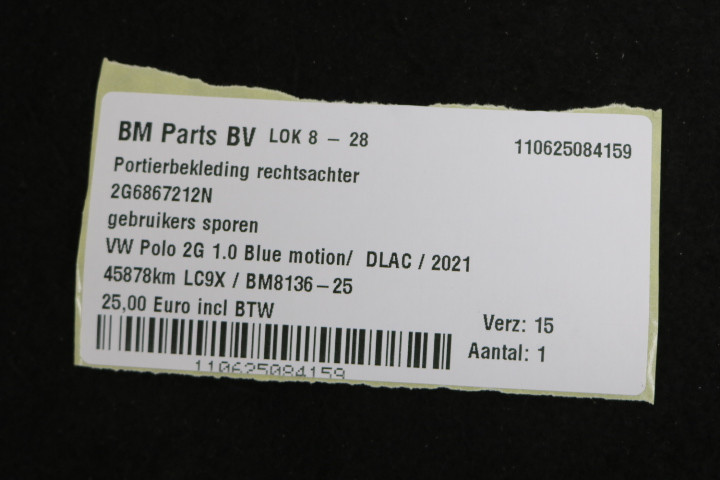 BM Parts BV LOK 8 - 28 110625084159
Portierbekleding rechtsachter
2G6867212N
gebruikers sporen
VW Polo 2G 1.0 Blue motion/ DLAC / 2021
45878km LC9X / BM8136-25
25,00 Euro incl BTW
Verz: 15
Aantal: 1
110625084159